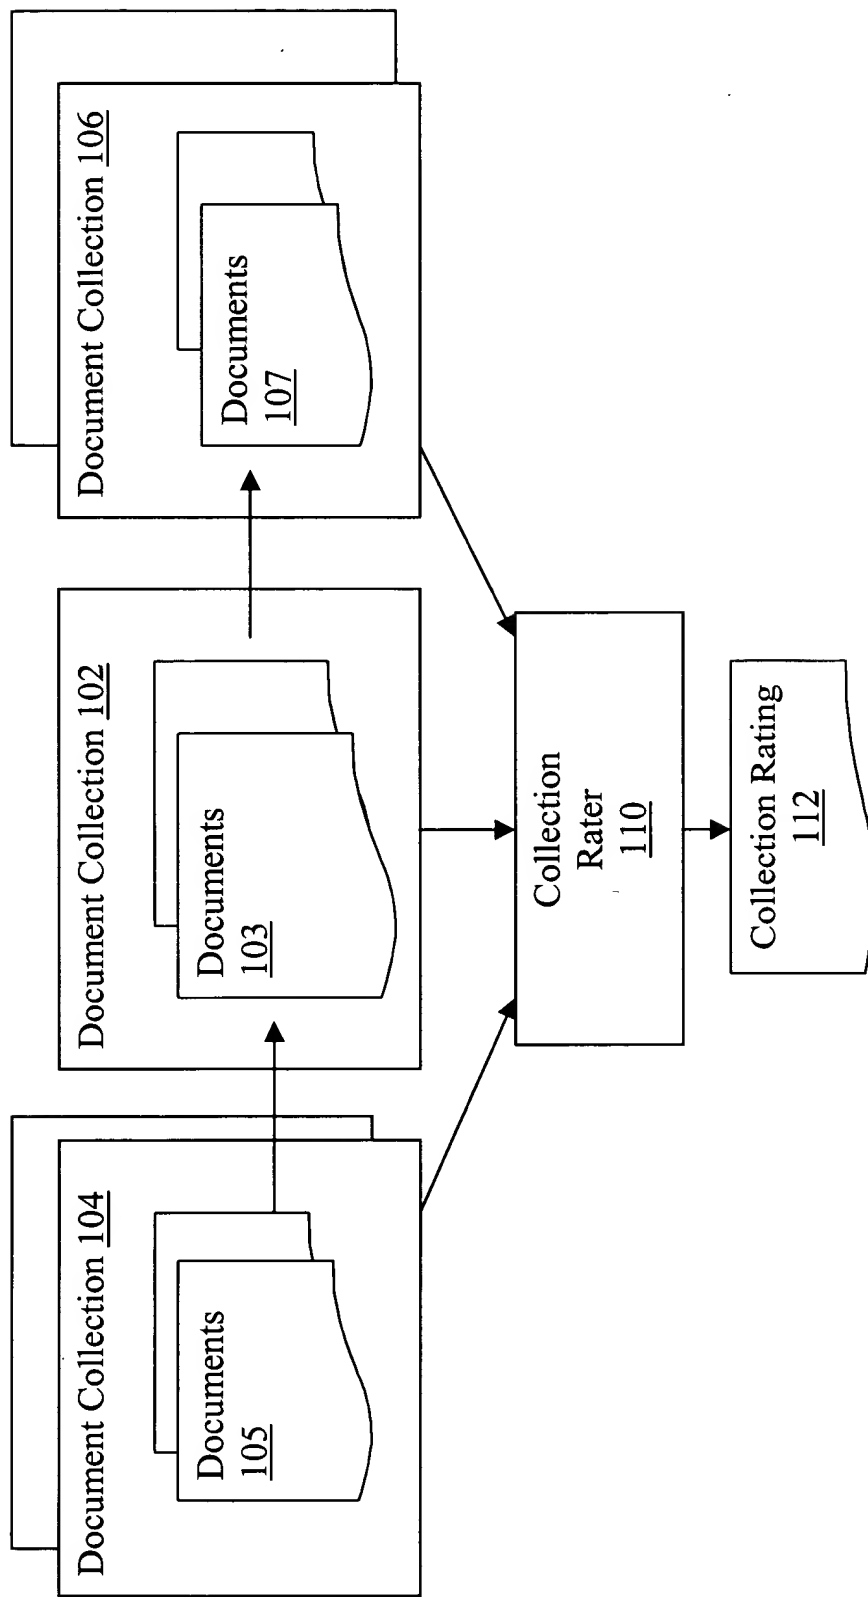 Document Collection 104
Documents
105
Document Collection 102
Documents
103
Document Collection 106
Documents
107
Collection
Rater
110
Collection Rating
112